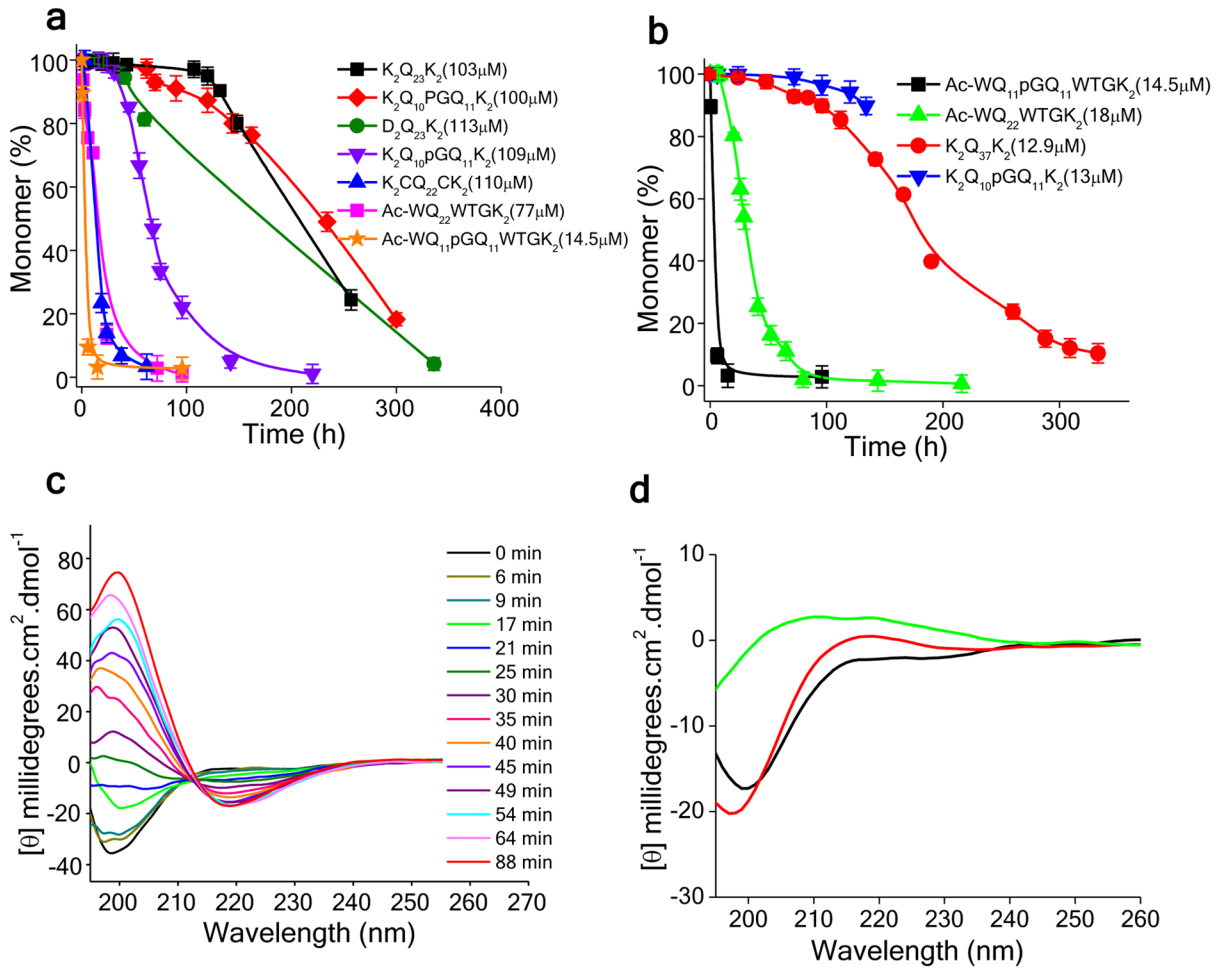 a
Monomer (%)
100
80
60
40
20
0
0 100 200 300 400
Time (h)
K₂Q₂₃K₂(103μM)
K₂Q₁₀PGQ₁₁K₂(100μM)
D₂Q₂₃K₂(113μM)
K₂Q₁₀pGQ₁₁K₂(109μM)
K₂CQ₂₂CK₂(110μM)
Ac-WQ₂₂WTGK₂(77μM)
Ac-WQ₁₁pGQ₁₁WTGK₂(14.5μM)
b
Monomer (%)
100
80
60
40
20
0
0 100 200 300
Time (h)
Ac-WQ₁₁pGQ₁₁WTGK₂(14.5μM)
Ac-WQ₂₂WTGK₂(18μM)
K₂Q₃₇K₂(12.9μM)
K₂Q₁₀pGQ₁₁K₂(13μM)
c
[θ] millidegrees.cm².dmol⁻¹
80
60
40
20
0
-20
-40
200 210 220 230 240 250 260 270
Wavelength (nm)
0 min
6 min
9 min
17 min
21 min
25 min
30 min
35 min
40 min
45 min
49 min
54 min
64 min
88 min
d
[θ] millidegrees.cm².dmol⁻¹
10
0
-10
-20
-30
200 210 220 230 240 250 260
Wavelength (nm)